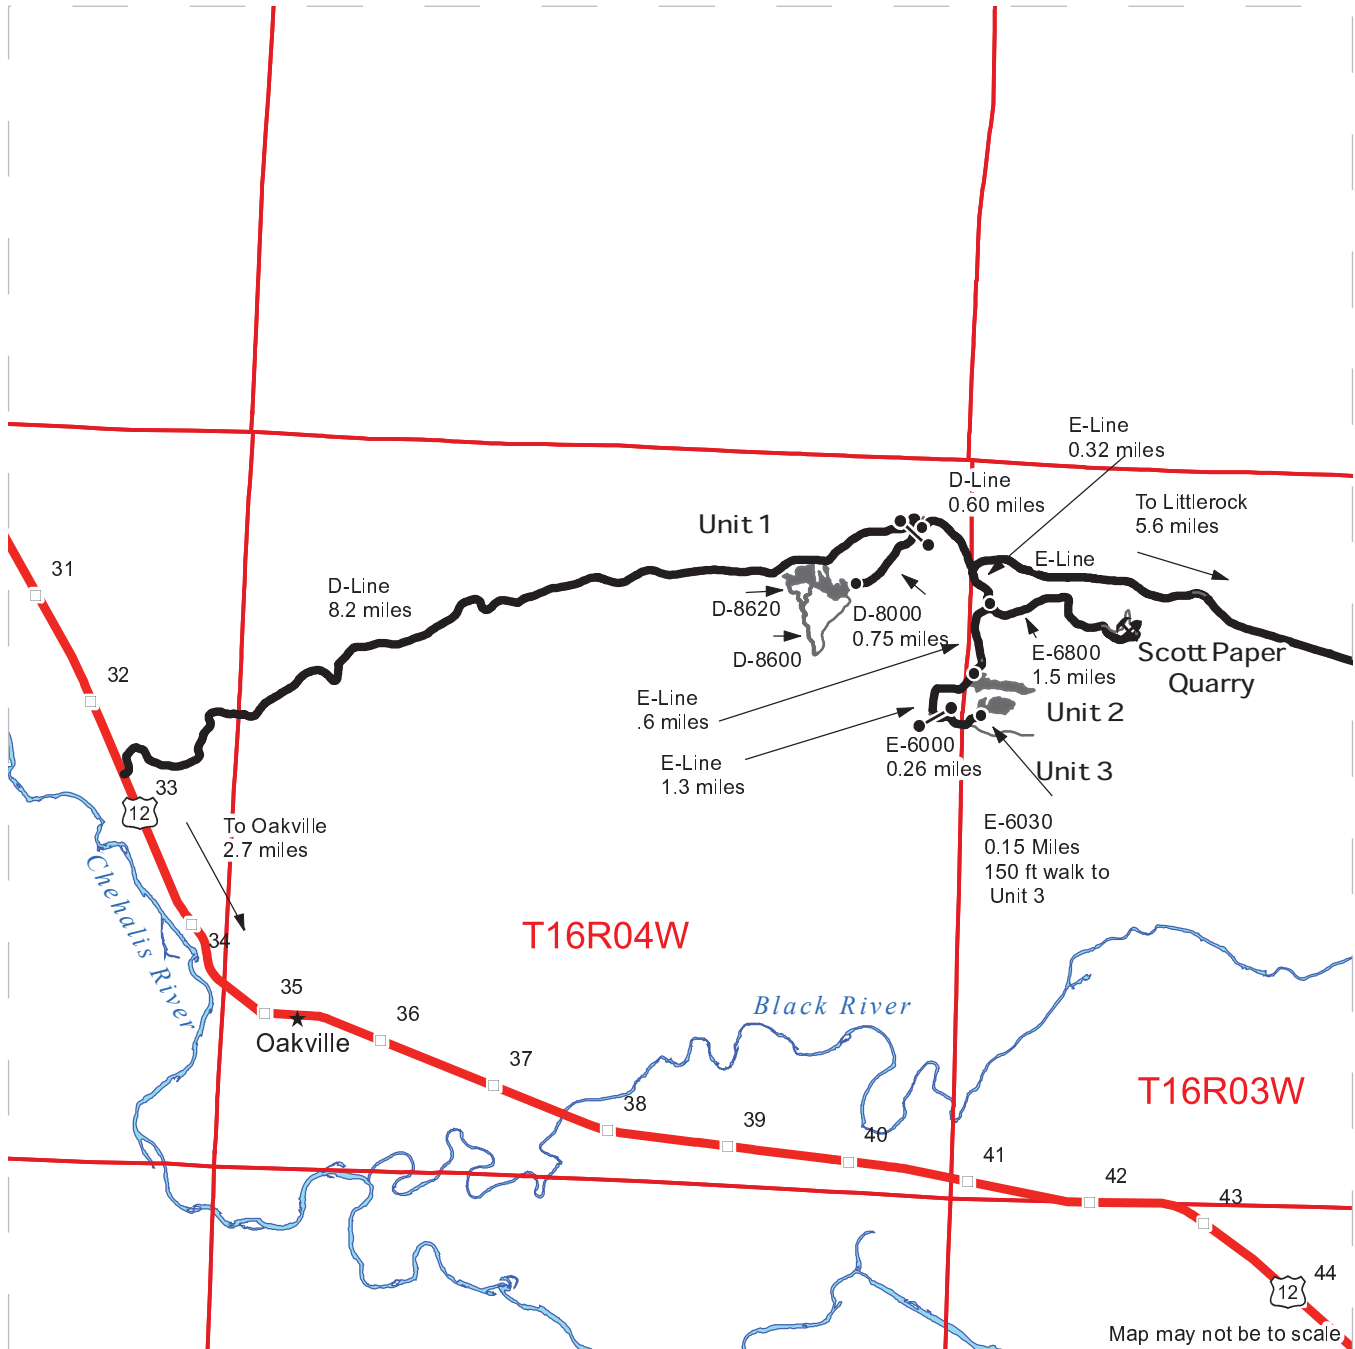 E-Line
0.32 miles
D-Line
0.60 miles
To Littlerock
5.6 miles
Unit 1
E-Line
31
D-Line
8.2 miles
D-8620
D-8000
0.75 miles
D-8600
E-6800
1.5 miles
Scott Paper
Quarry
32
E-Line
.6 miles
Unit 2
E-6000
0.26 miles
E-Line
1.3 miles
Unit 3
33
12
To Oakville
2.7 miles
E-6030
0.15 Miles
150 ft walk to
Unit 3
Chehalis River
34
T16R04W
35
Oakville
36
Black River
37
T16R03W
38
39
40
41
42
43
44
12
Map may not be to scale